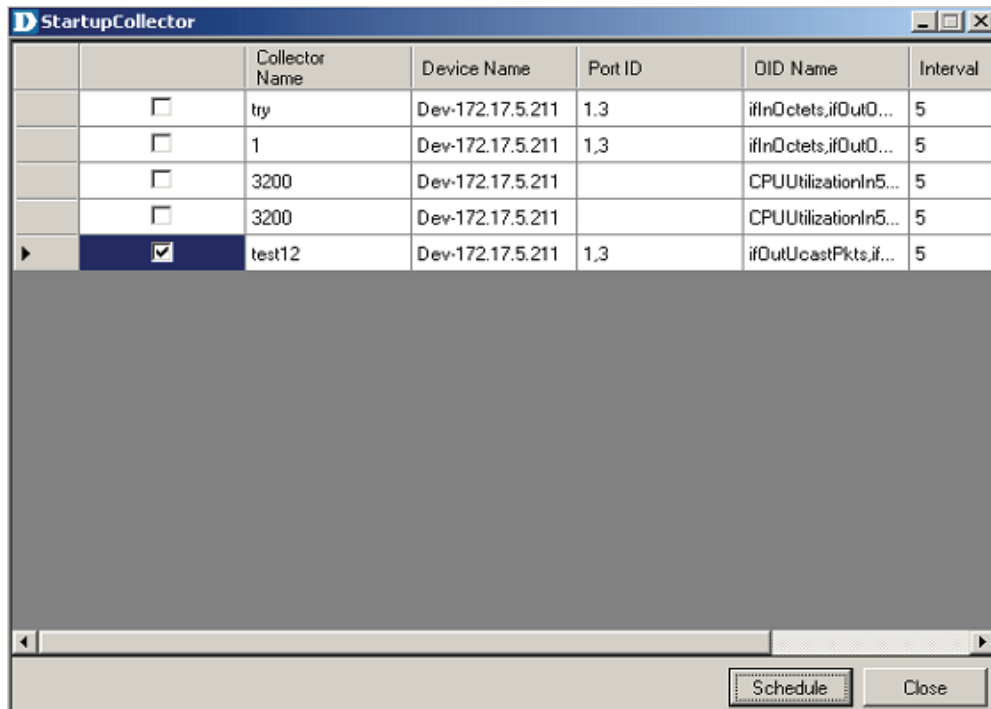 D StartupCollector
Collector Name Device Name Port ID OID Name Interval
try Dev-172.17.5.211 1.3 ifInOctets,ifOutO... 5
1 Dev-172.17.5.211 1,3 ifInOctets,ifOutO... 5
3200 Dev-172.17.5.211 CPUUtilizationIn5... 5
3200 Dev-172.17.5.211 CPUUtilizationIn5... 5
test12 Dev-172.17.5.211 1,3 ifOutUcastPkts,if... 5
Schedule Close